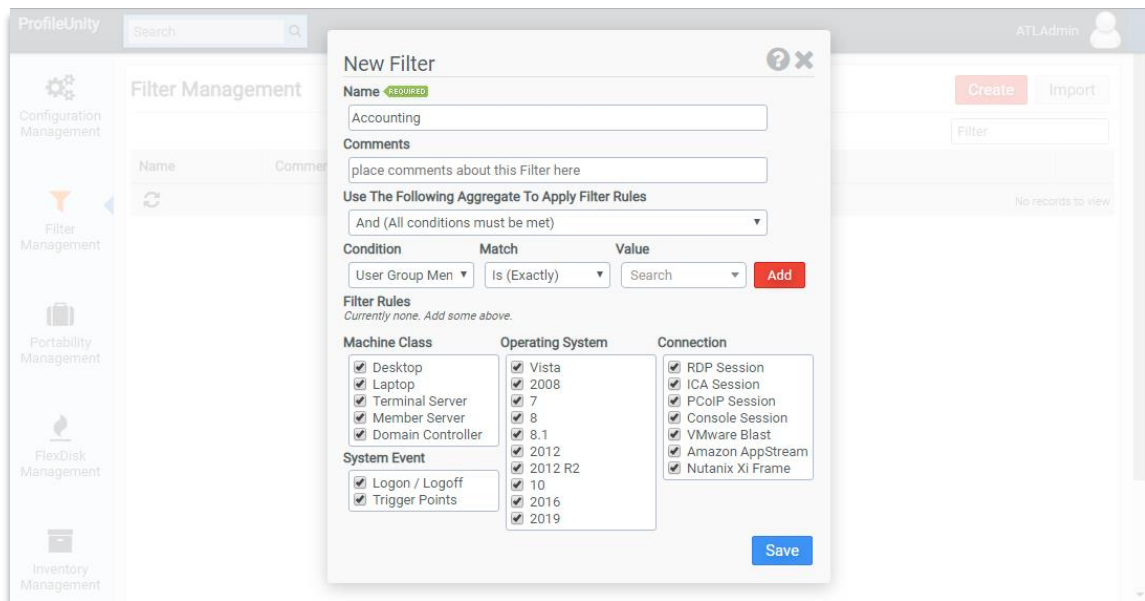 ProfileUnity
Search
ATLAdmin
Configuration
Management
Filter
Management
Portability
Management
FlexDisk
Management
Inventory
Management
Filter Management
Create
Import
Filter
Name
Commen
No records to view
New Filter
Name REQUIRED
Accounting
Comments
place comments about this Filter here
Use The Following Aggregate To Apply Filter Rules
And (All conditions must be met)
Condition Match Value
User Group Men Is (Exactly) Search Add
Filter Rules
Currently none. Add some above.
Machine Class
Desktop
Laptop
Terminal Server
Member Server
Domain Controller
System Event
Logon / Logoff
Trigger Points
Operating System
Vista
2008
7
8
8.1
2012
2012 R2
10
2016
2019
Connection
RDP Session
ICA Session
PCoIP Session
Console Session
VMware Blast
Amazon AppStream
Nutanix Xi Frame
Save